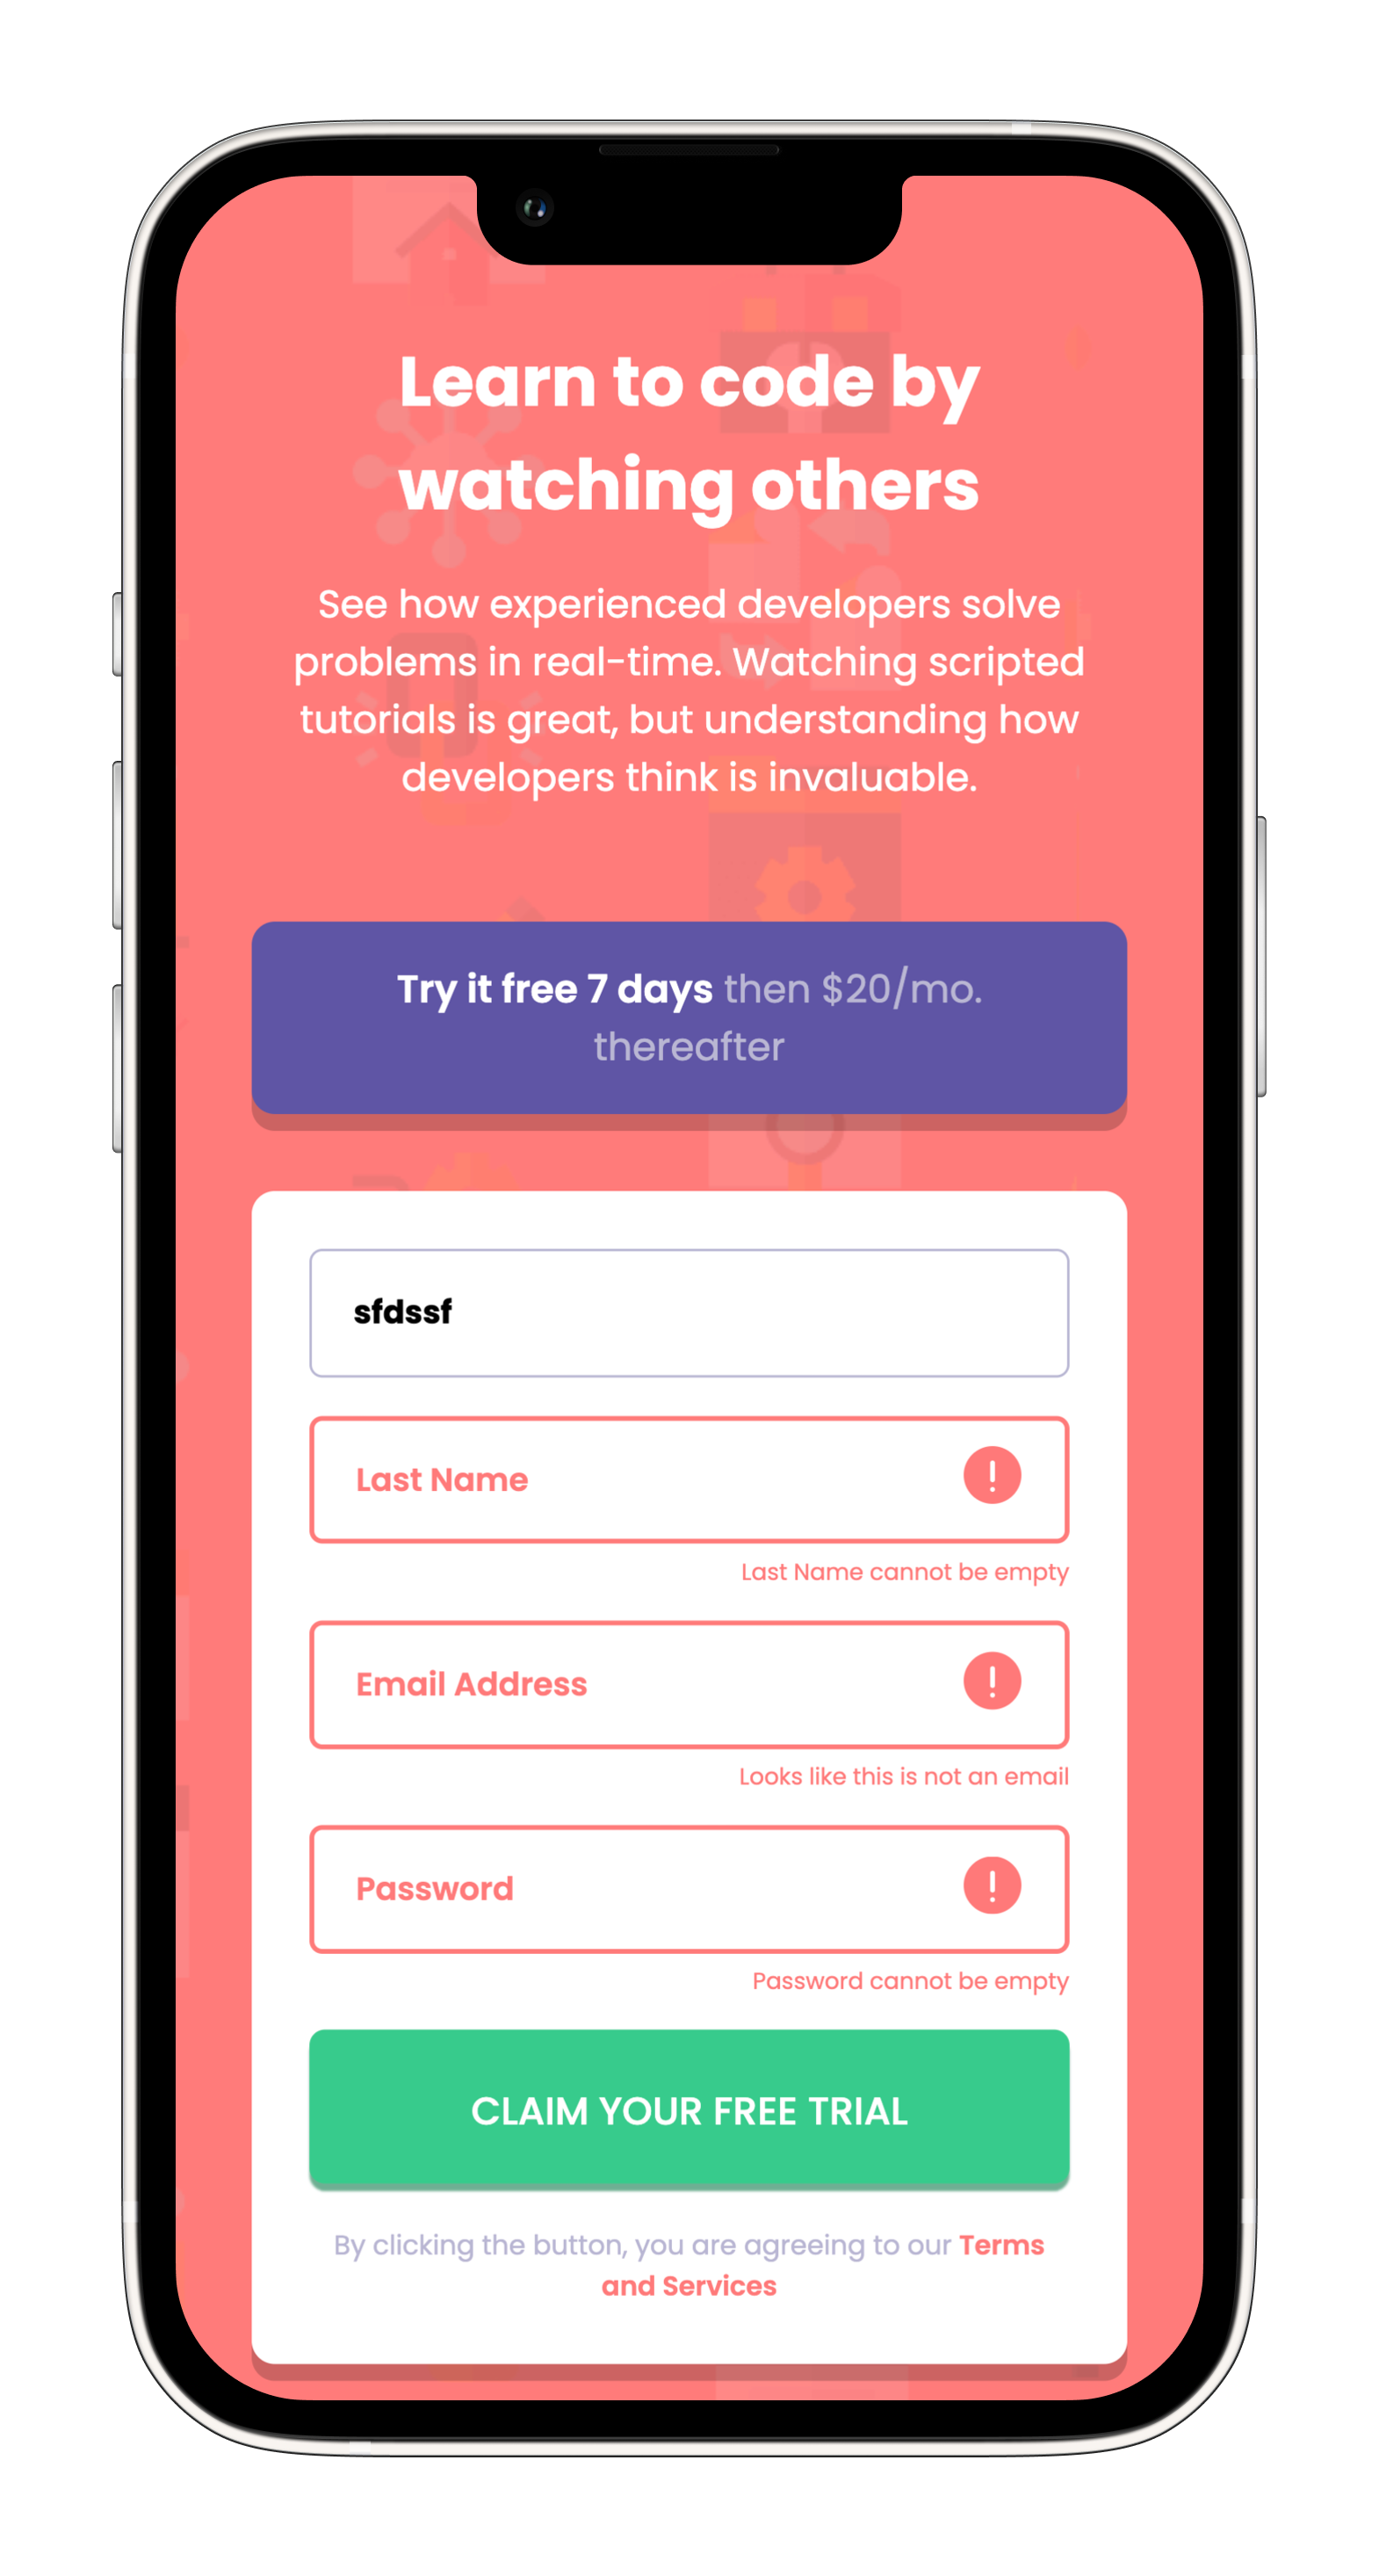 Learn to code by
watching others
See how experienced developers solve
problems in real-time. Watching scripted
tutorials is great, but understanding how
developers think is invaluable.
Try it free 7 days then $20/mo.
thereafter
sfdssf
Last Name
Last Name cannot be empty
Email Address
Looks like this is not an email
Password
Password cannot be empty
CLAIM YOUR FREE TRIAL
By clicking the button, you are agreeing to our Terms
and Services